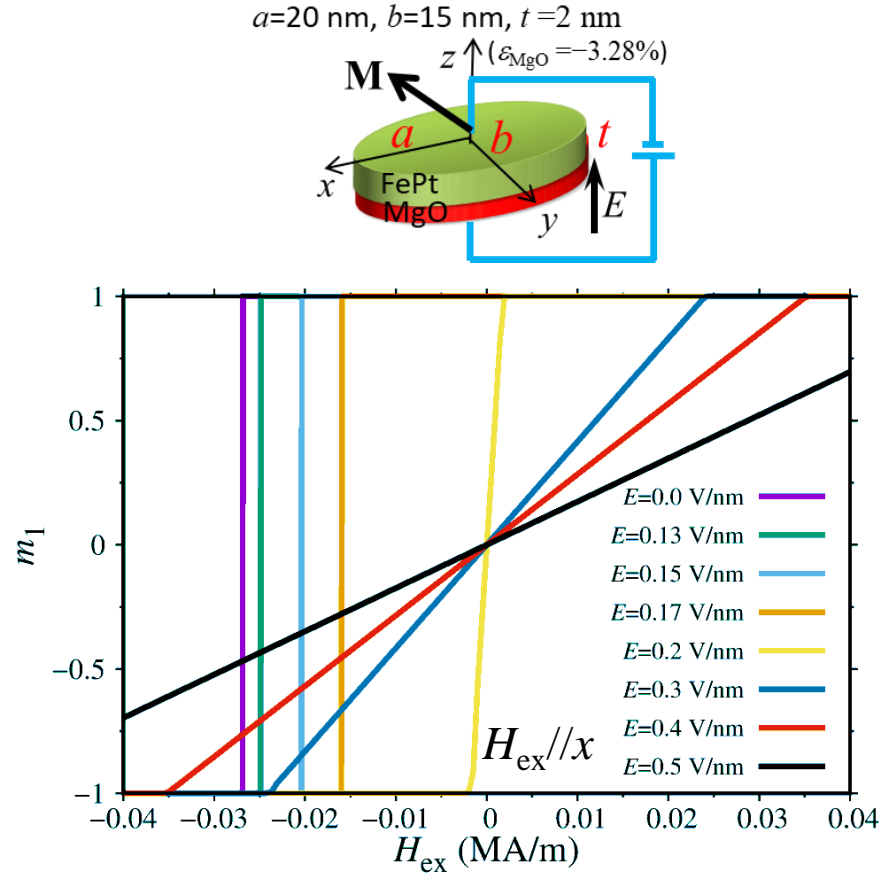 a=20 nm, b=15 nm, t =2 nm
z (εMgO =−3.28%)
M
a b t
x FePt
MgO y E
1
0.5
0
−0.5
−1
m1
E=0.0 V/nm
E=0.13 V/nm
E=0.15 V/nm
E=0.17 V/nm
E=0.2 V/nm
E=0.3 V/nm
E=0.4 V/nm
E=0.5 V/nm
Hex//x
−0.04 −0.03 −0.02 −0.01 0 0.01 0.02 0.03 0.04
Hex (MA/m)